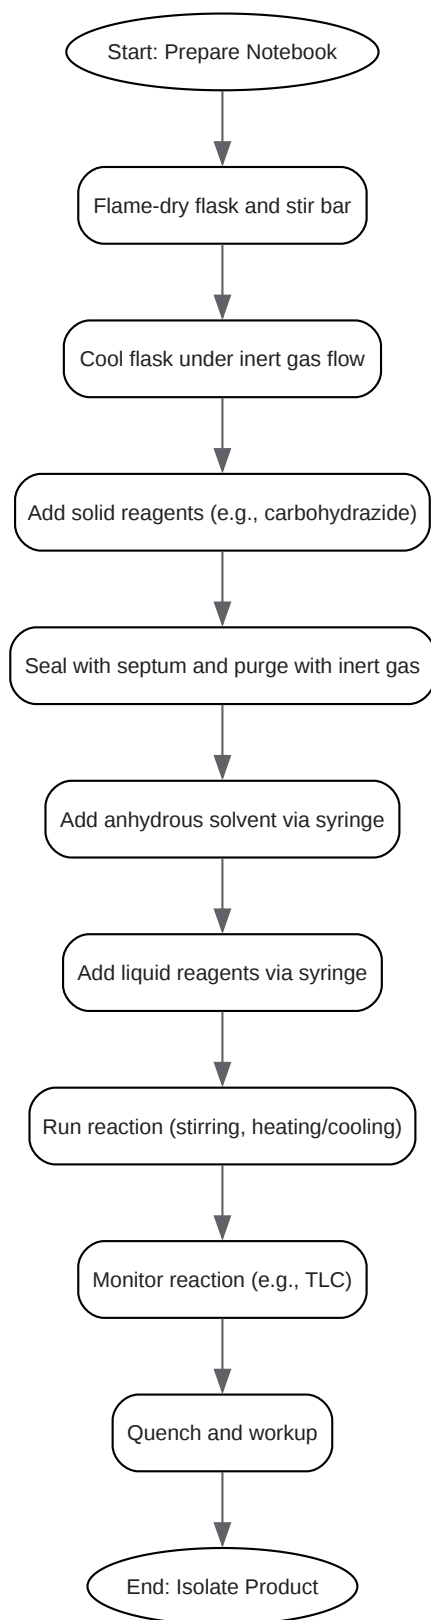 Start: Prepare Notebook
Flame-dry flask and stir bar
Cool flask under inert gas flow
Add solid reagents (e.g., carbohydrazide)
Seal with septum and purge with inert gas
Add anhydrous solvent via syringe
Add liquid reagents via syringe
Run reaction (stirring, heating/cooling)
Monitor reaction (e.g., TLC)
Quench and workup
End: Isolate Product